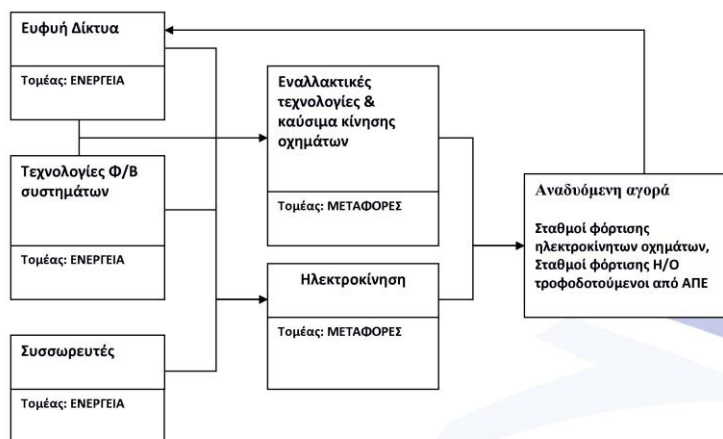 Ευφυή Δίκτυα
Τομέας: ΕΝΕΡΓΕΙΑ
Τεχνολογίες Φ/Β
συστημάτων
Τομέας: ΕΝΕΡΓΕΙΑ
Συσσωρευτές
Τομέας: ΕΝΕΡΓΕΙΑ
Εναλλακτικές
τεχνολογίες &
καύσιμα κίνησης
οχημάτων
Τομέας: ΜΕΤΑΦΟΡΕΣ
Ηλεκτροκίνηση
Τομέας: ΜΕΤΑΦΟΡΕΣ
Αναδυόμενη αγορά
Σταθμοί φόρτισης
ηλεκτροκίνητων οχημάτων,
Σταθμοί φόρτισης Η/Ο
τροφοδοτούμενοι από ΑΠΕ